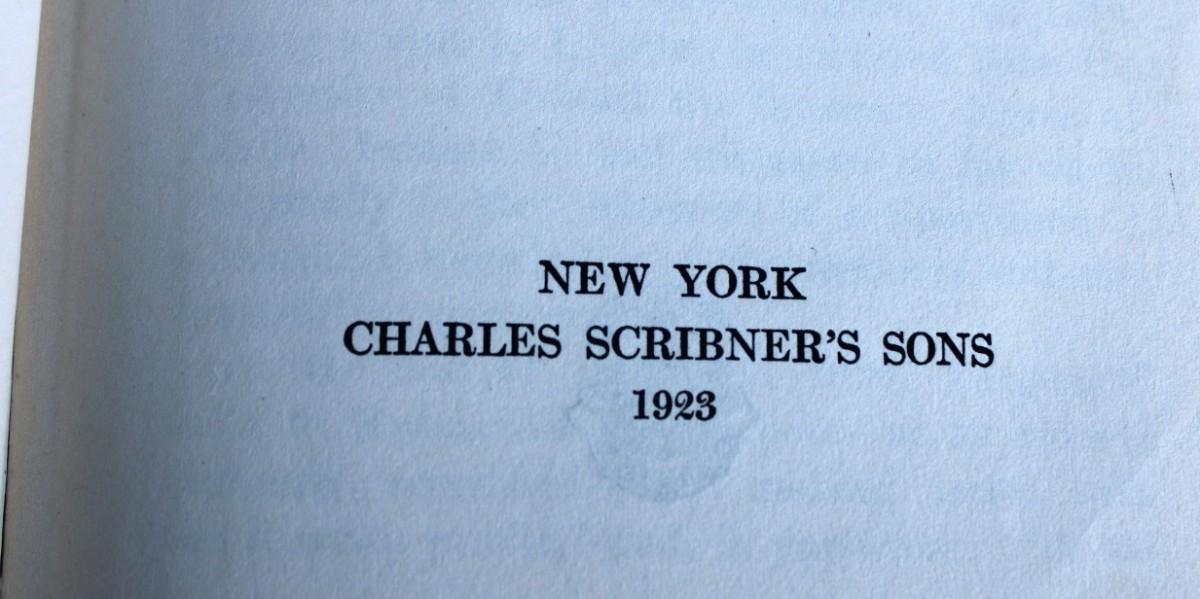 NEW YORK
CHARLES SCRIBNER'S SONS
1923